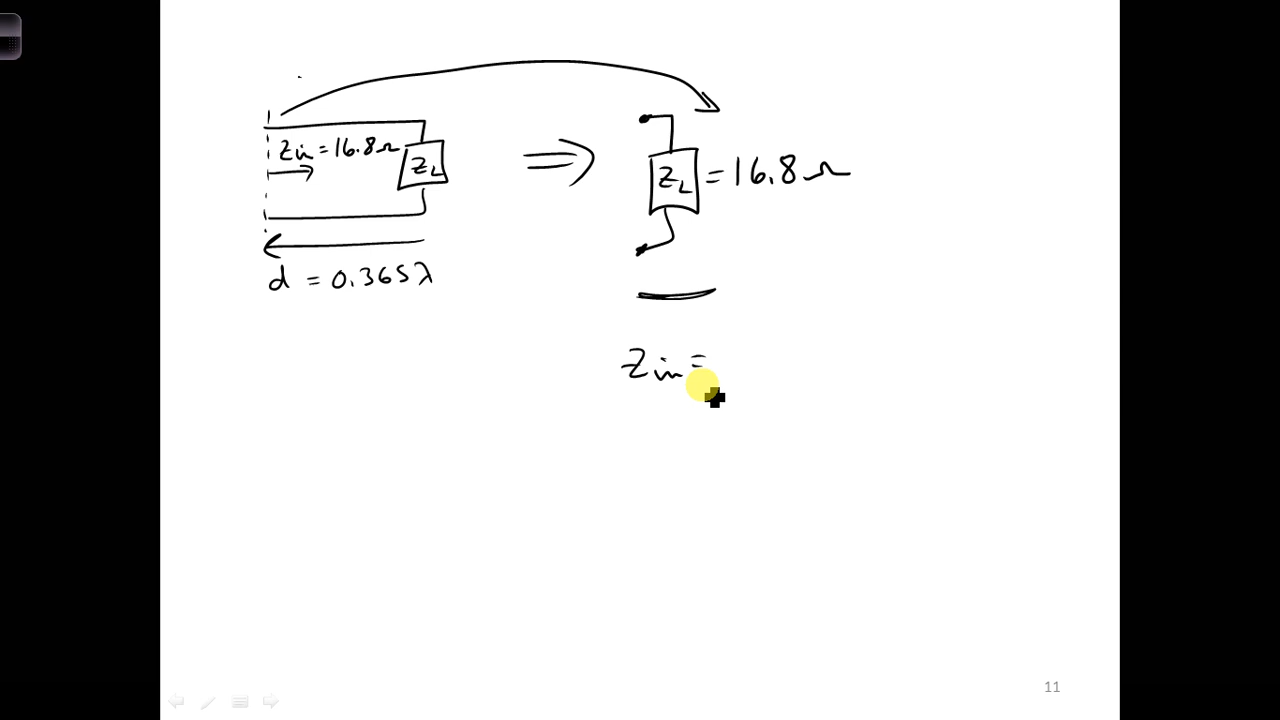 Zin = 16.8Ω
ZL
d = 0.365λ
⇒
ZL = 16.8Ω
Zin =
11